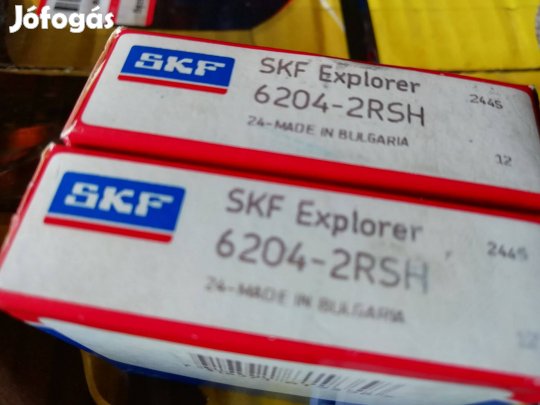 Jófogás
SKF
SKF Explorer
2445
6204-2RSH
24-MADE IN BULGARIA
12
SKF
SKF Explorer
2445
6204-2RSH
24-MADE IN BULGARIA
12